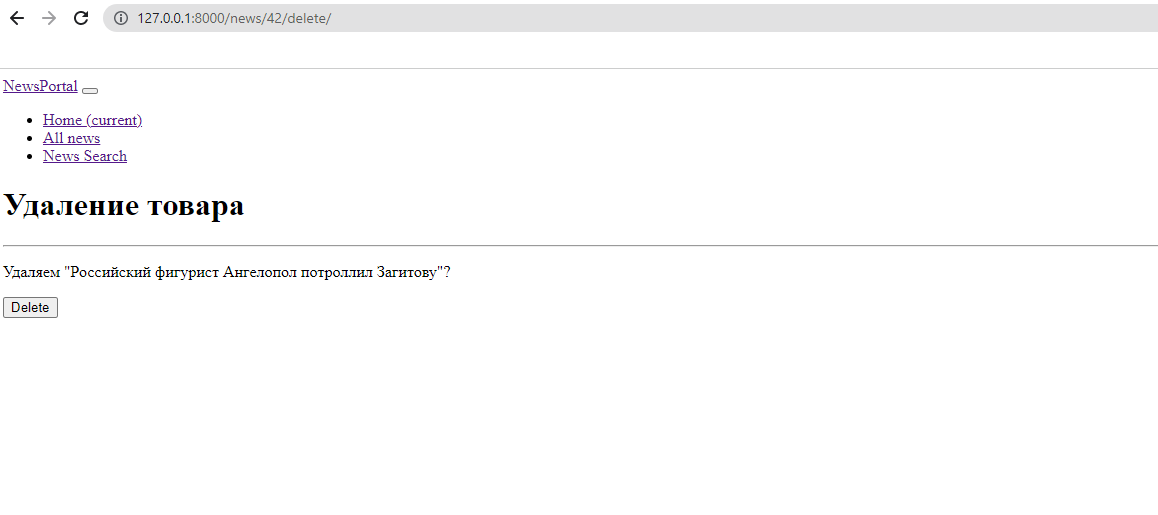 127.0.0.1:8000/news/42/delete/
NewsPortal
Home (current)
All news
News Search
Удаление товара
Удаляем "Российский фигурист Ангелопол потроллил Загитову"?
Delete